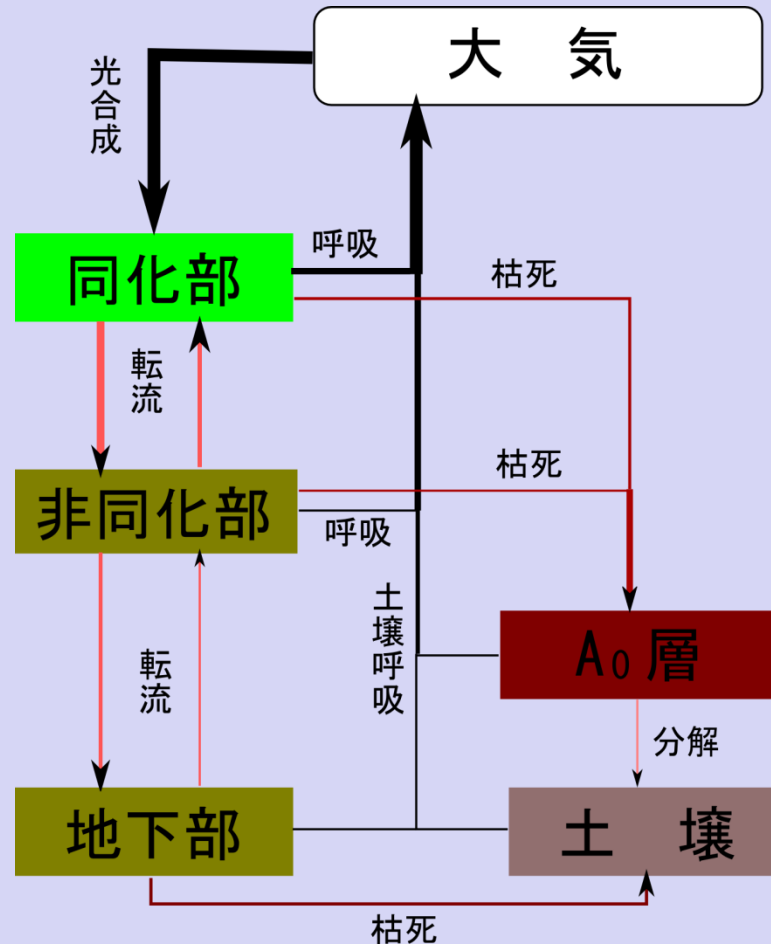 大　気
光合成
同化部
呼吸
枯死
転流
非同化部
枯死
呼吸
土壌呼吸
A0層
転流
分解
地下部
土　壌
枯死